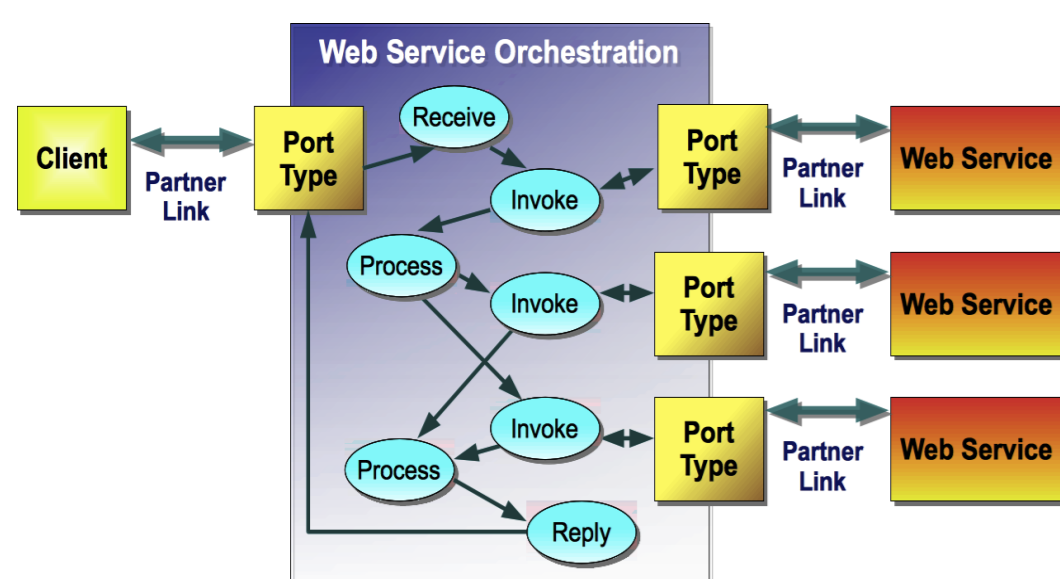 Web Service Orchestration
Client
Partner
Link
Port
Type
Receive
Invoke
Port
Type
Partner
Link
Web Service
Process
Invoke
Port
Type
Partner
Link
Web Service
Invoke
Port
Type
Partner
Link
Web Service
Process
Reply